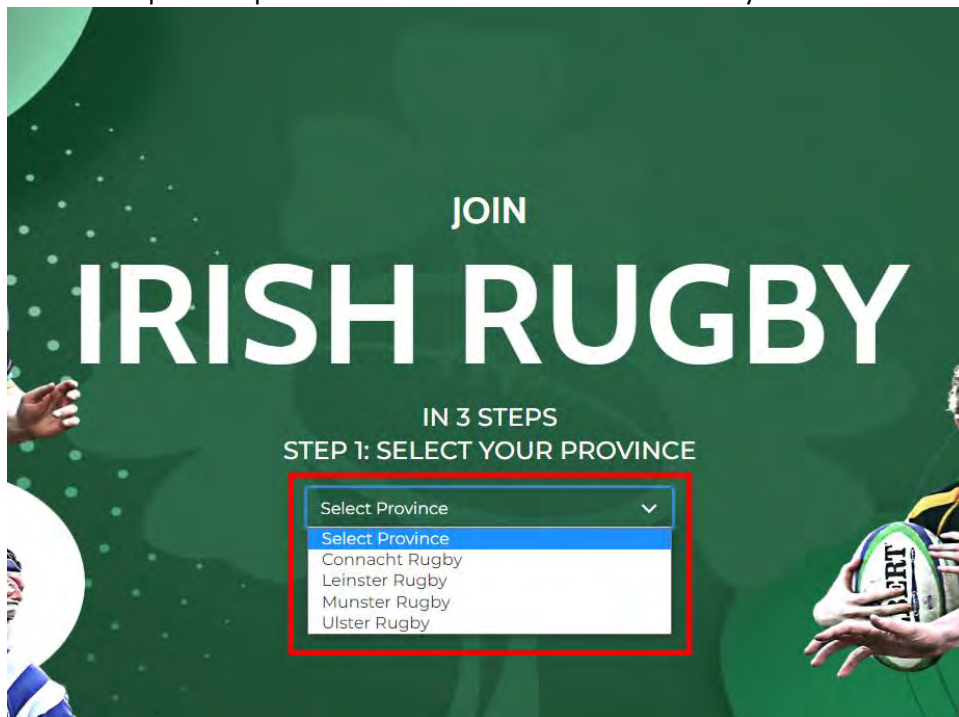 JOIN
IRISH RUGBY
IN 3 STEPS
STEP 1: SELECT YOUR PROVINCE
Select Province
Select Province
Connacht Rugby
Leinster Rugby
Munster Rugby
Ulster Rugby